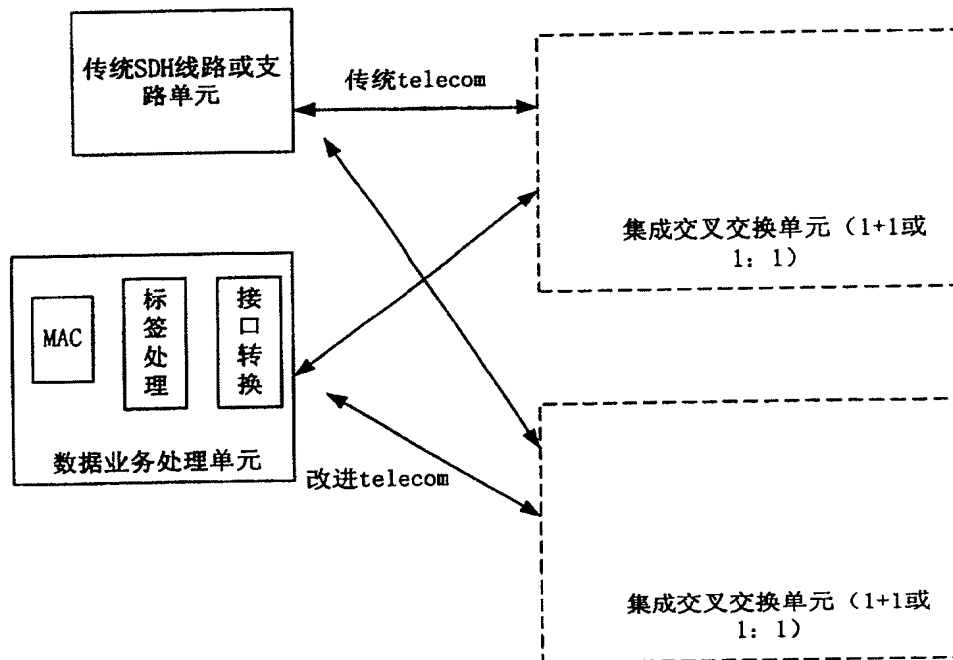 传统SDH线路或支
路单元
传统telecom
集成交叉交换单元（1+1或
1：1）
MAC
标签处理
接口转换
数据业务处理单元
改进telecom
集成交叉交换单元（1+1或
1：1）